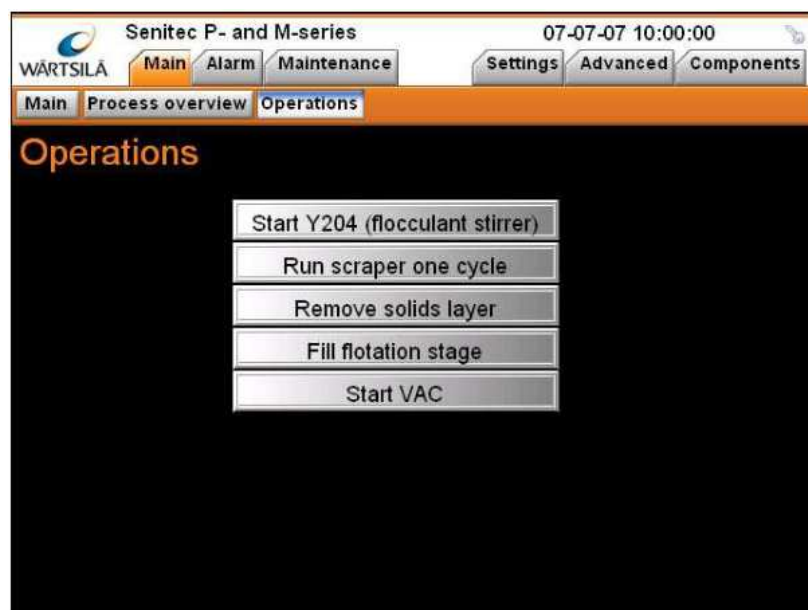 Senitec P- and M-series 07-07-07 10:00:00
WÄRTSILÄ Main Alarm Maintenance Settings Advanced Components
Main Process overview Operations
Operations
Start Y204 (flocculant stirrer)
Run scraper one cycle
Remove solids layer
Fill flotation stage
Start VAC